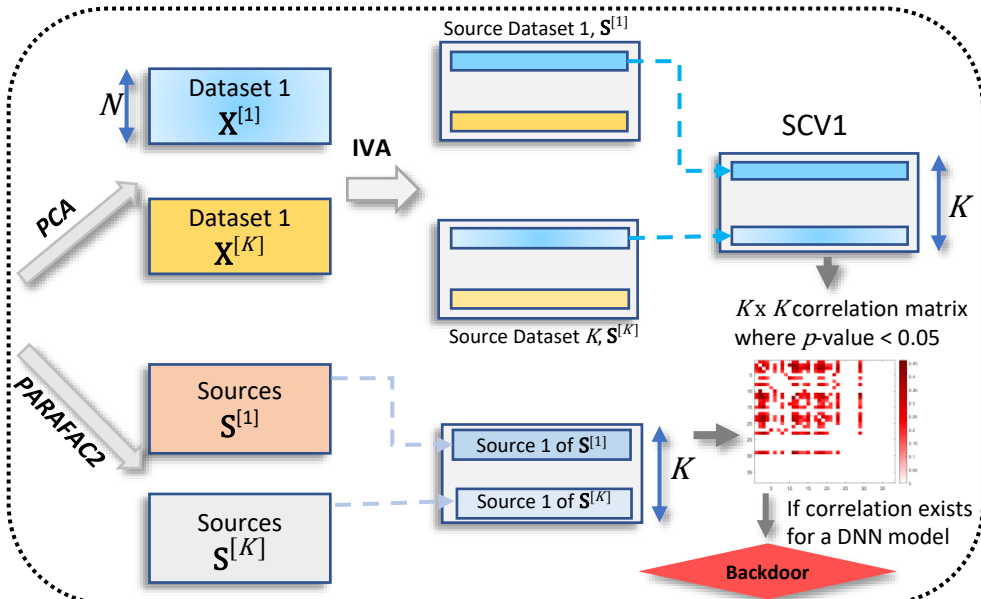 Source Dataset 1, S^[1]
N
Dataset 1
X^[1]
IVA
SCV1
K
PCA
Dataset 1
X^[K]
Source Dataset K, S^[K]
K x K correlation matrix
where p-value < 0.05
PARAFAC2
Sources
S^[1]
Source 1 of S^[1]
K
Source 1 of S^[K]
Sources
S^[K]
If correlation exists
for a DNN model
Backdoor